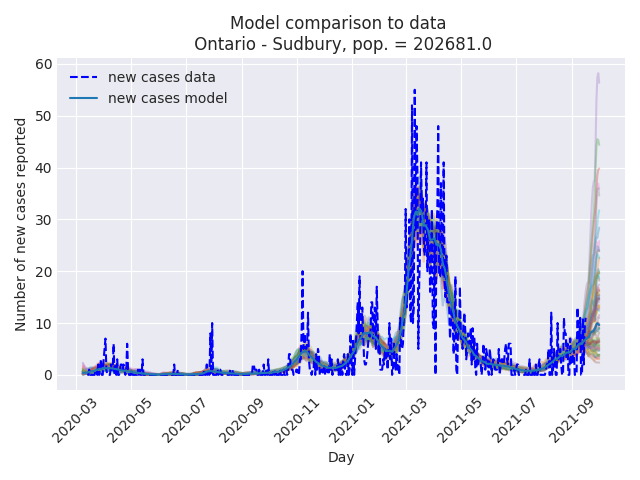 Model comparison to data
Ontario - Sudbury, pop. = 202681.0
new cases data
new cases model
Number of new cases reported
60
50
40
30
20
10
0
2020-03
2020-05
2020-07
2020-09
2020-11
2021-01
2021-03
2021-05
2021-07
2021-09
Day